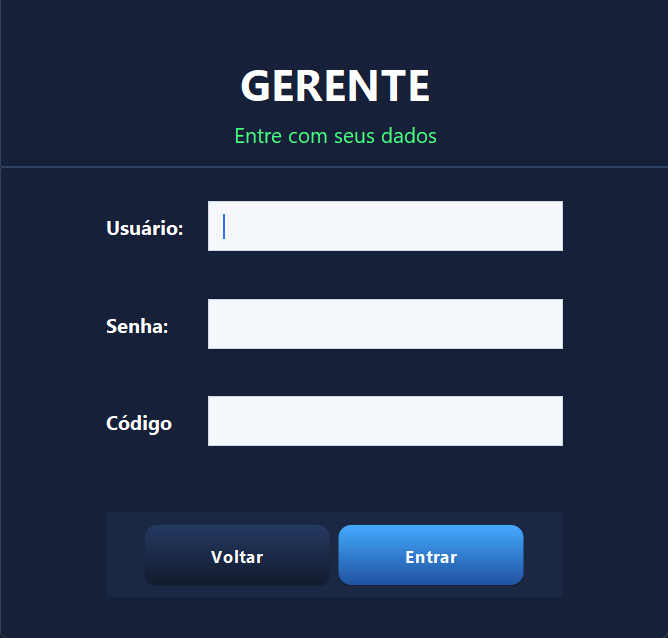 GERENTE
Entre com seus dados
Usuário:
Senha:
Código
Voltar Entrar